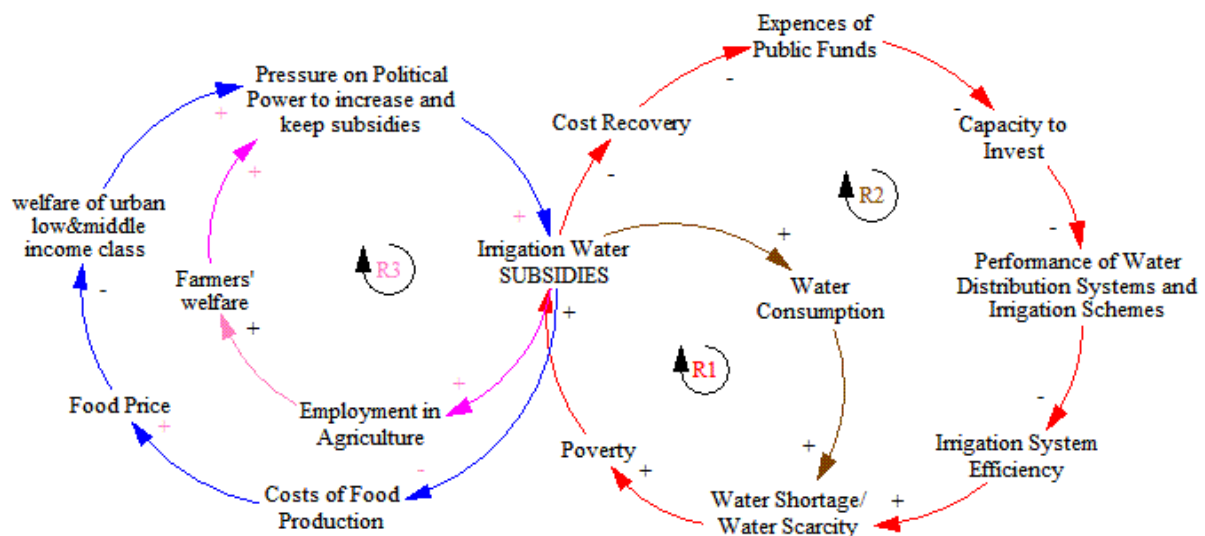 Expences of
Public Funds
Pressure on Political
Power to increase and
keep subsidies
-
+
Cost Recovery
-
Capacity to
Invest
+
-
welfare of urban
low&middle
income class
R2
+
Irrigation Water
SUBSIDIES
+
-
R3
Performance of Water
Distribution Systems and
Irrigation Schemes
Farmers'
welfare
-
Water
Consumption
+
+
R1
+
-
Food Price
Employment in
Agriculture
+
Poverty
+
+
Irrigation System
Efficiency
-
Costs of Food
Production
Water Shortage/
Water Scarcity
+